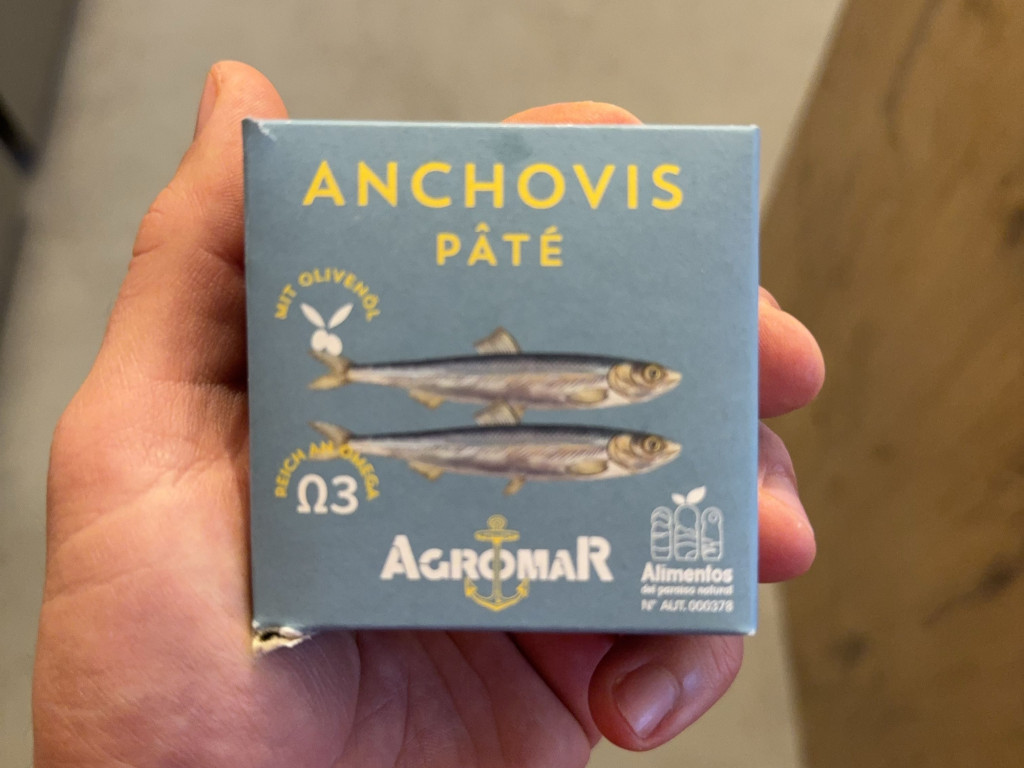 ANCHOVIS
PÂTÉ
MIT OLIVENÖL
REICH AN OMEGA
Ω3
AGROMAR
Alimentos
del paraíso natural
Nº AUT. 000378